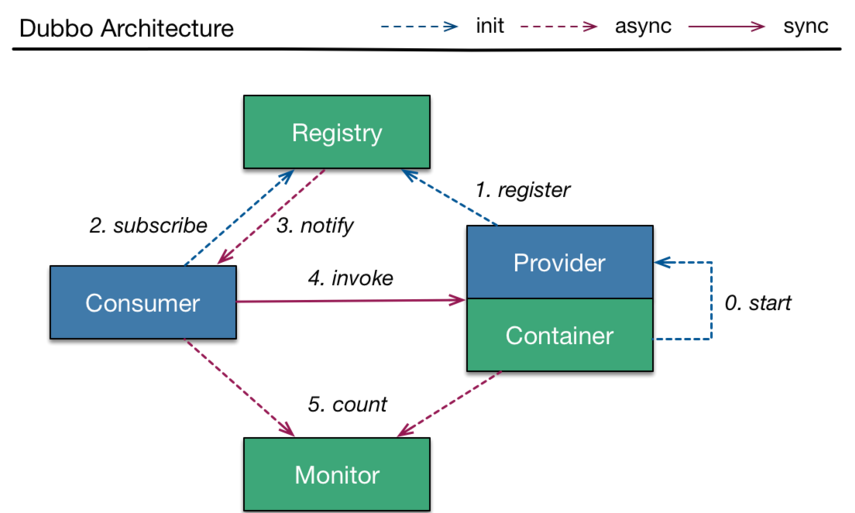 Dubbo Architecture
init
async
sync
Registry
1. register
2. subscribe
3. notify
Provider
4. invoke
Consumer
0. start
Container
5. count
Monitor